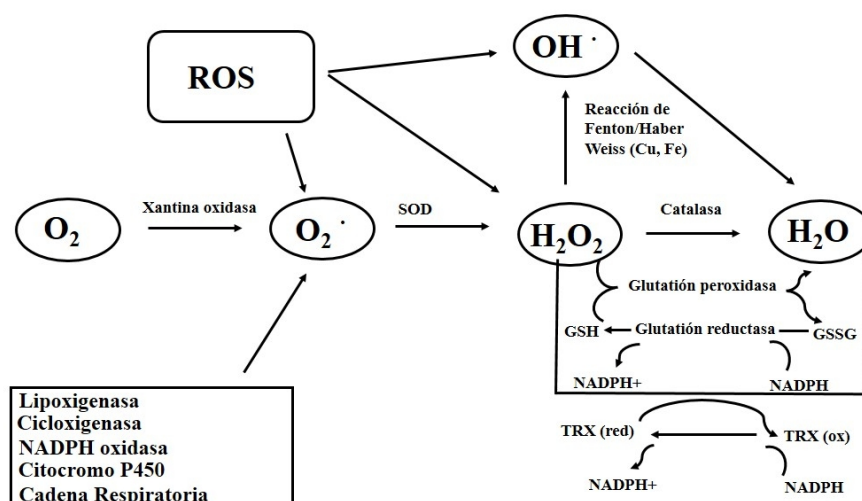 ROS
OH ·
Reacción de
Fenton/Haber
Weiss (Cu, Fe)
O2
Xantina oxidasa
O2 ·
SOD
H2O2
Catalasa
H2O
Glutatión peroxidasa
GSH
Glutatión reductasa
GSSG
NADPH+
NADPH
Lipoxigenasa
Cicloxigenasa
NADPH oxidasa
Citocromo P450
Cadena Respiratoria
TRX (red)
TRX (ox)
NADPH+
NADPH